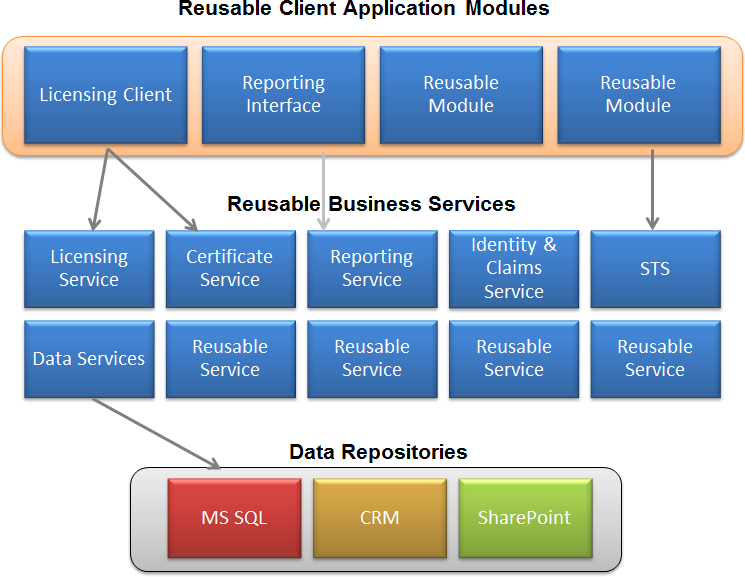 Reusable Client Application Modules
Licensing Client
Reporting
Interface
Reusable
Module
Reusable
Module
Reusable Business Services
Licensing
Service
Certificate
Service
Reporting
Service
Identity &
Claims
Service
STS
Data Services
Reusable
Service
Reusable
Service
Reusable
Service
Reusable
Service
Data Repositories
MS SQL
CRM
SharePoint